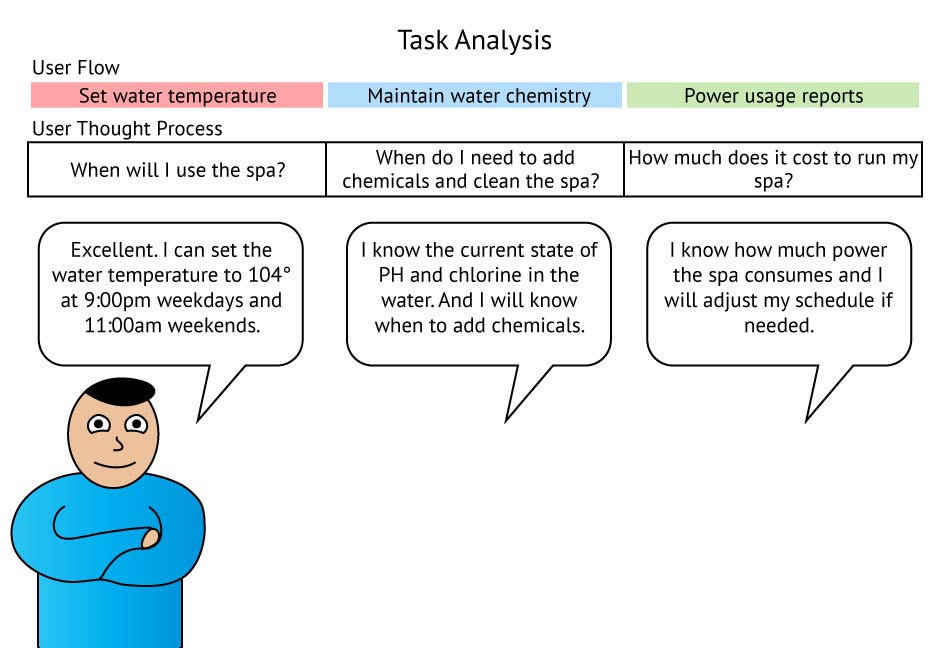 Task Analysis
User Flow
Set water temperature
Maintain water chemistry
Power usage reports
User Thought Process
When will I use the spa?
When do I need to add
chemicals and clean the spa?
How much does it cost to run my
spa?
Excellent. I can set the
water temperature to 104°
at 9:00pm weekdays and
11:00am weekends.
I know the current state of
PH and chlorine in the
water. And I will know
when to add chemicals.
I know how much power
the spa consumes and I
will adjust my schedule if
needed.